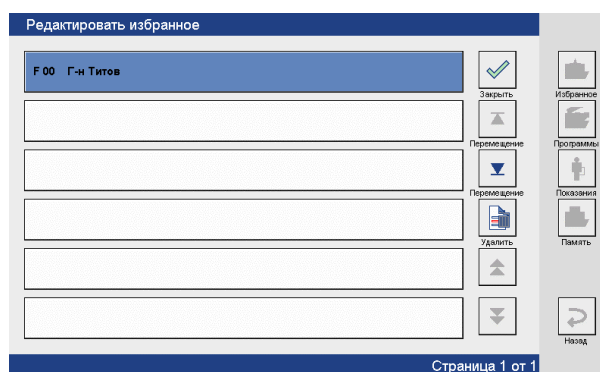 Редактировать избранное
F 00 Г-н Титов
Закрыть
Перемещение
Перемещение
Удалить
Избранное
Программы
Показания
Память
Назад
Страница 1 от 1